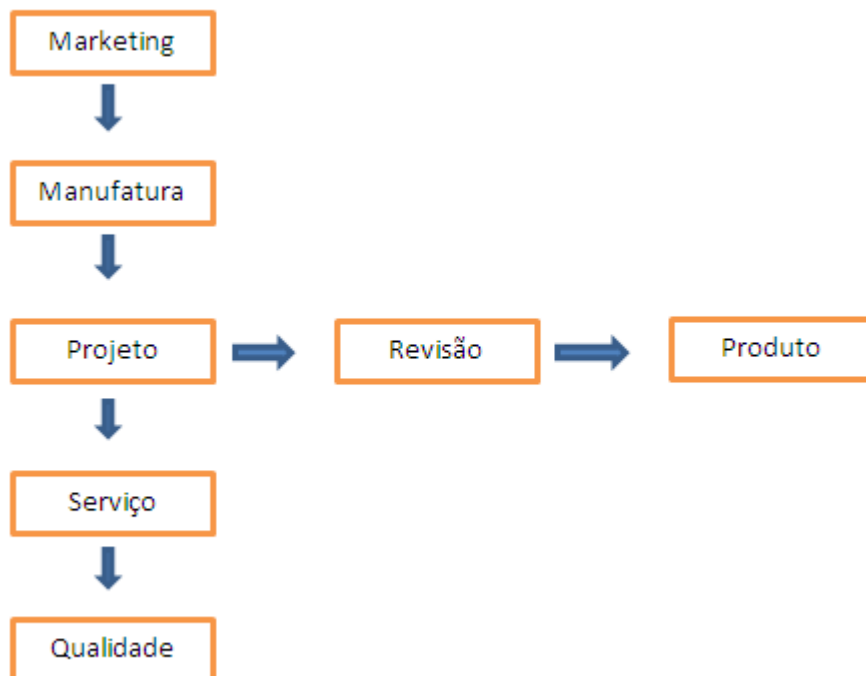 Marketing
Manufatura
Projeto
Revisão
Produto
Serviço
Qualidade